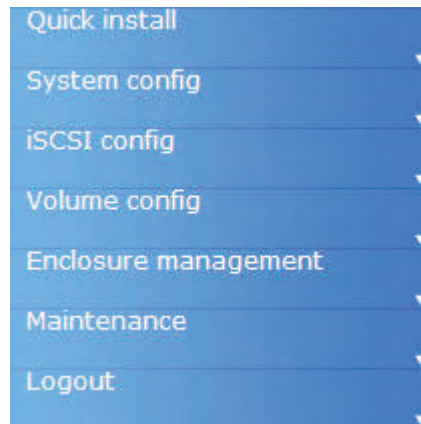 Quick install
System config
iSCSI config
Volume config
Enclosure management
Maintenance
Logout